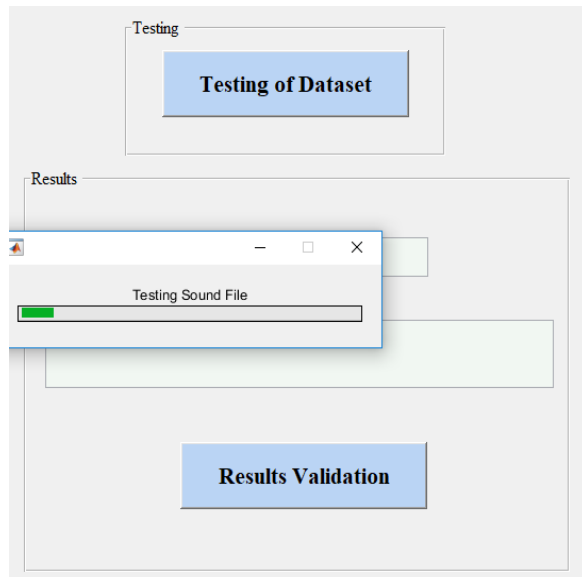 Testing
Testing of Dataset
Results
Testing Sound File
Results Validation